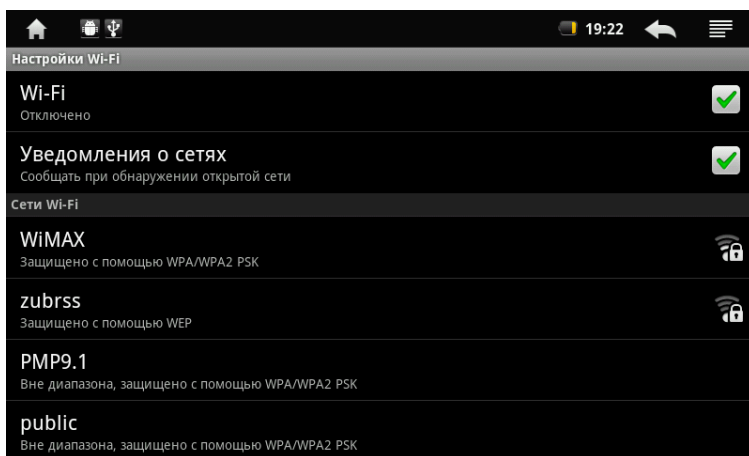 19:22
Настройки Wi-Fi
Wi-Fi
Отключено
Уведомления о сетях
Сообщать при обнаружении открытой сети
Сети Wi-Fi
WiMAX
Защищено с помощью WPA/WPA2 PSK
zubrss
Защищено с помощью WEP
PMP9.1
Вне диапазона, защищено с помощью WPA/WPA2 PSK
public
Вне диапазона, защищено с помощью WPA/WPA2 PSK